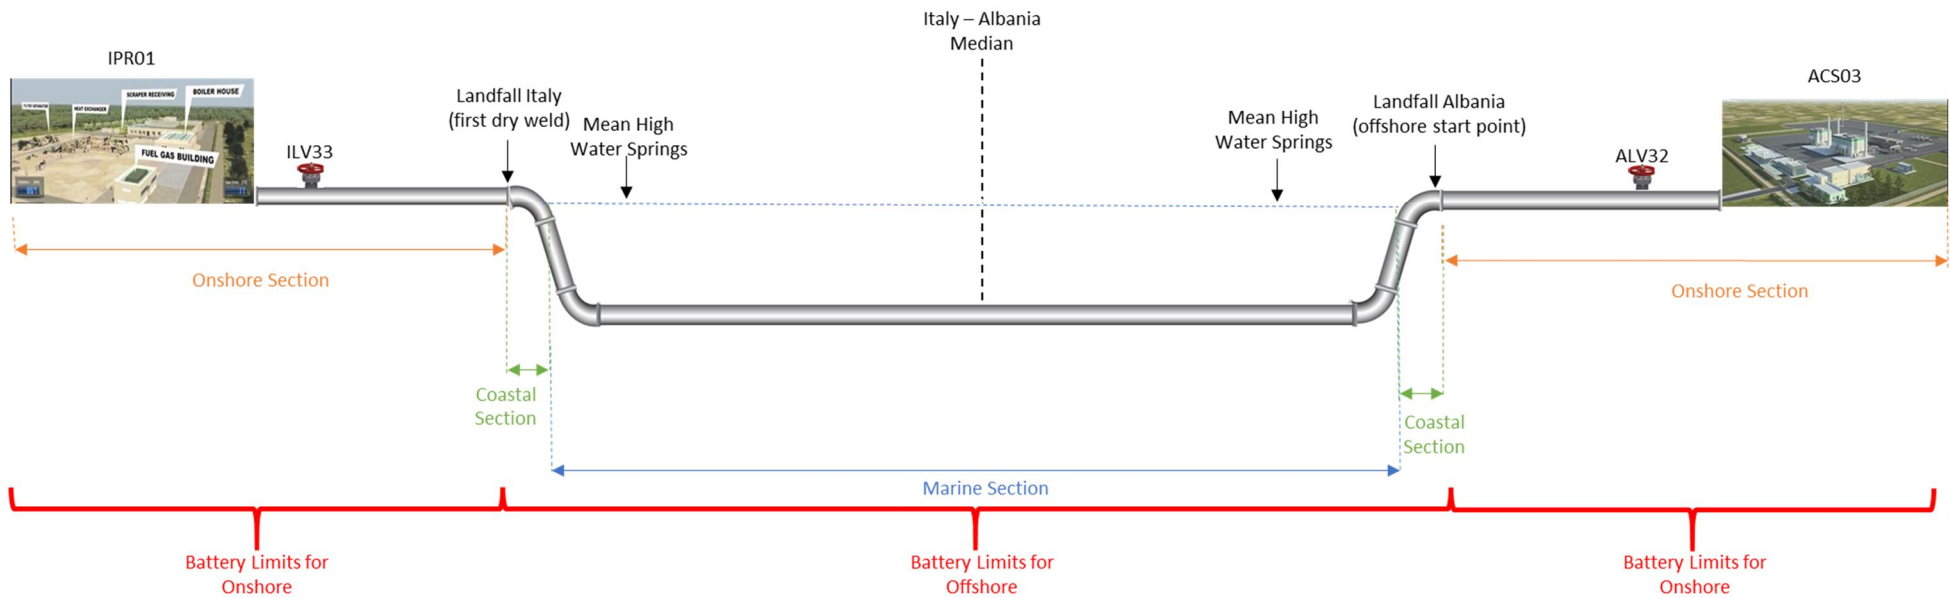 Italy – Albania
Median
IPR01
ACS03
SCRAPER RECEIVING
BOILER HOUSE
HEAT EXCHANGER
FUEL GAS BUILDING
Landfall Italy
(first dry weld)
Mean High
Water Springs
Mean High
Water Springs
Landfall Albania
(offshore start point)
ILV33
ALV32
Onshore Section
Onshore Section
Coastal
Section
Coastal
Section
Marine Section
Battery Limits for
Onshore
Battery Limits for
Offshore
Battery Limits for
Onshore